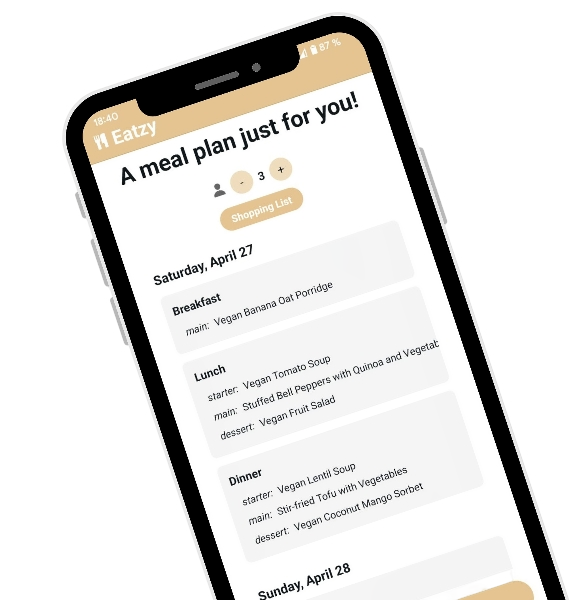 18:40
87 %
Eatzy
A meal plan just for you!
- 3 +
Shopping List
Saturday, April 27
Breakfast
main: Vegan Banana Oat Porridge
Lunch
starter: Vegan Tomato Soup
main: Stuffed Bell Peppers with Quinoa and Vegetab
dessert: Vegan Fruit Salad
Dinner
starter: Vegan Lentil Soup
main: Stir-fried Tofu with Vegetables
dessert: Vegan Coconut Mango Sorbet
Sunday, April 28